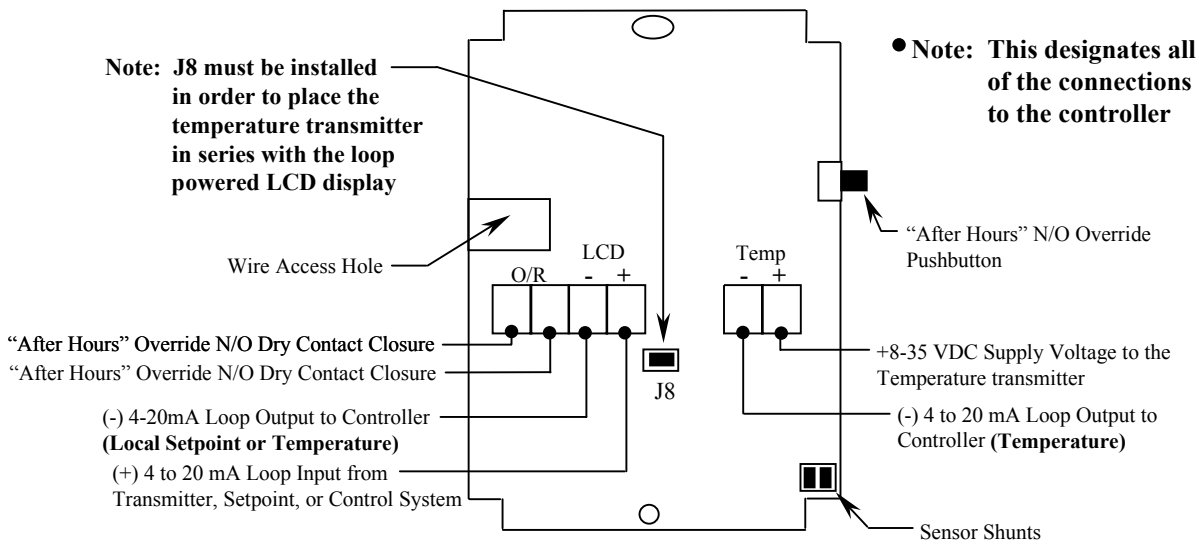 Note: J8 must be installed
in order to place the
temperature transmitter
in series with the loop
powered LCD display
● Note: This designates all
of the connections
to the controller
"After Hours" N/O Override
Pushbutton
Wire Access Hole
LCD
O/R - +
Temp
- +
"After Hours" Override N/O Dry Contact Closure
"After Hours" Override N/O Dry Contact Closure
J8
+8-35 VDC Supply Voltage to the
Temperature transmitter
(-) 4-20mA Loop Output to Controller
(Local Setpoint or Temperature)
(-) 4 to 20 mA Loop Output to
Controller (Temperature)
(+) 4 to 20 mA Loop Input from
Transmitter, Setpoint, or Control System
Sensor Shunts